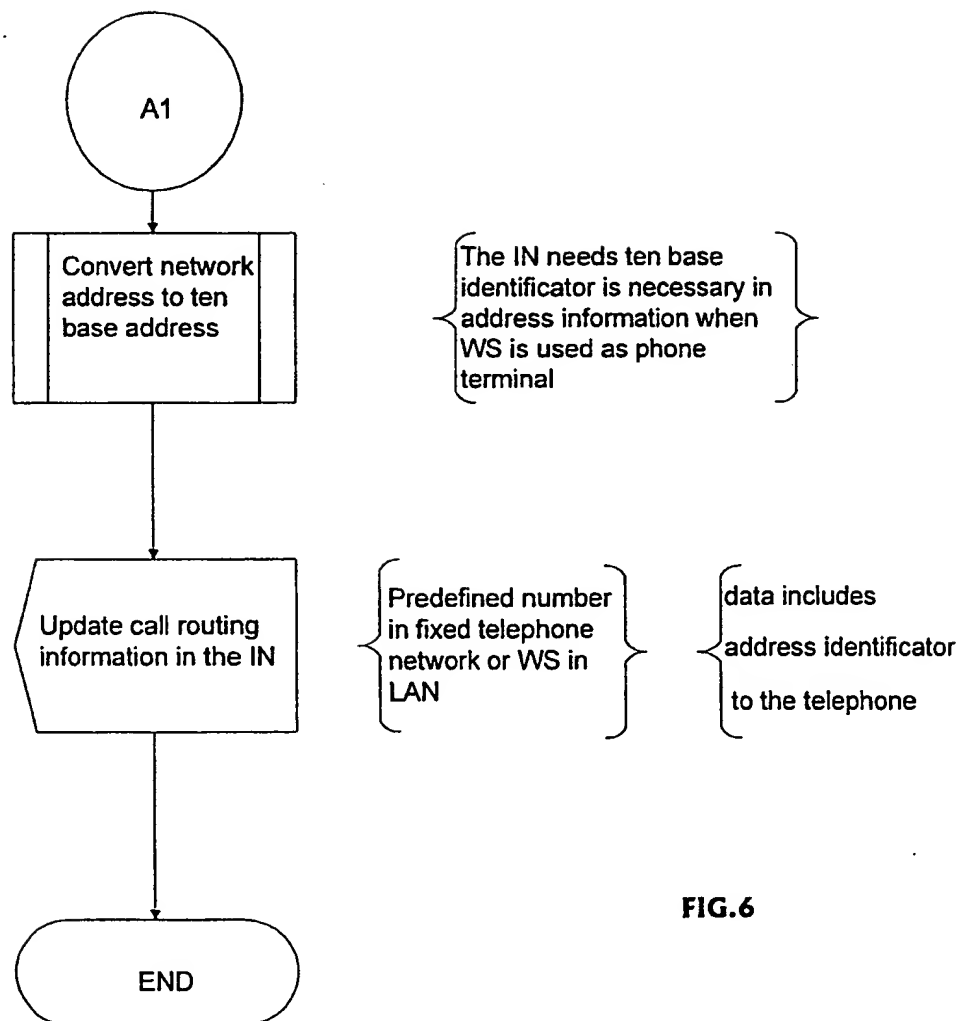 A1
Convert network
address to ten
base address
The IN needs ten base
identificator is necessary in
address information when
WS is used as phone
terminal
Update call routing
information in the IN
Predefined number
in fixed telephone
network or WS in
LAN
data includes
address identificator
to the telephone
FIG.6
END